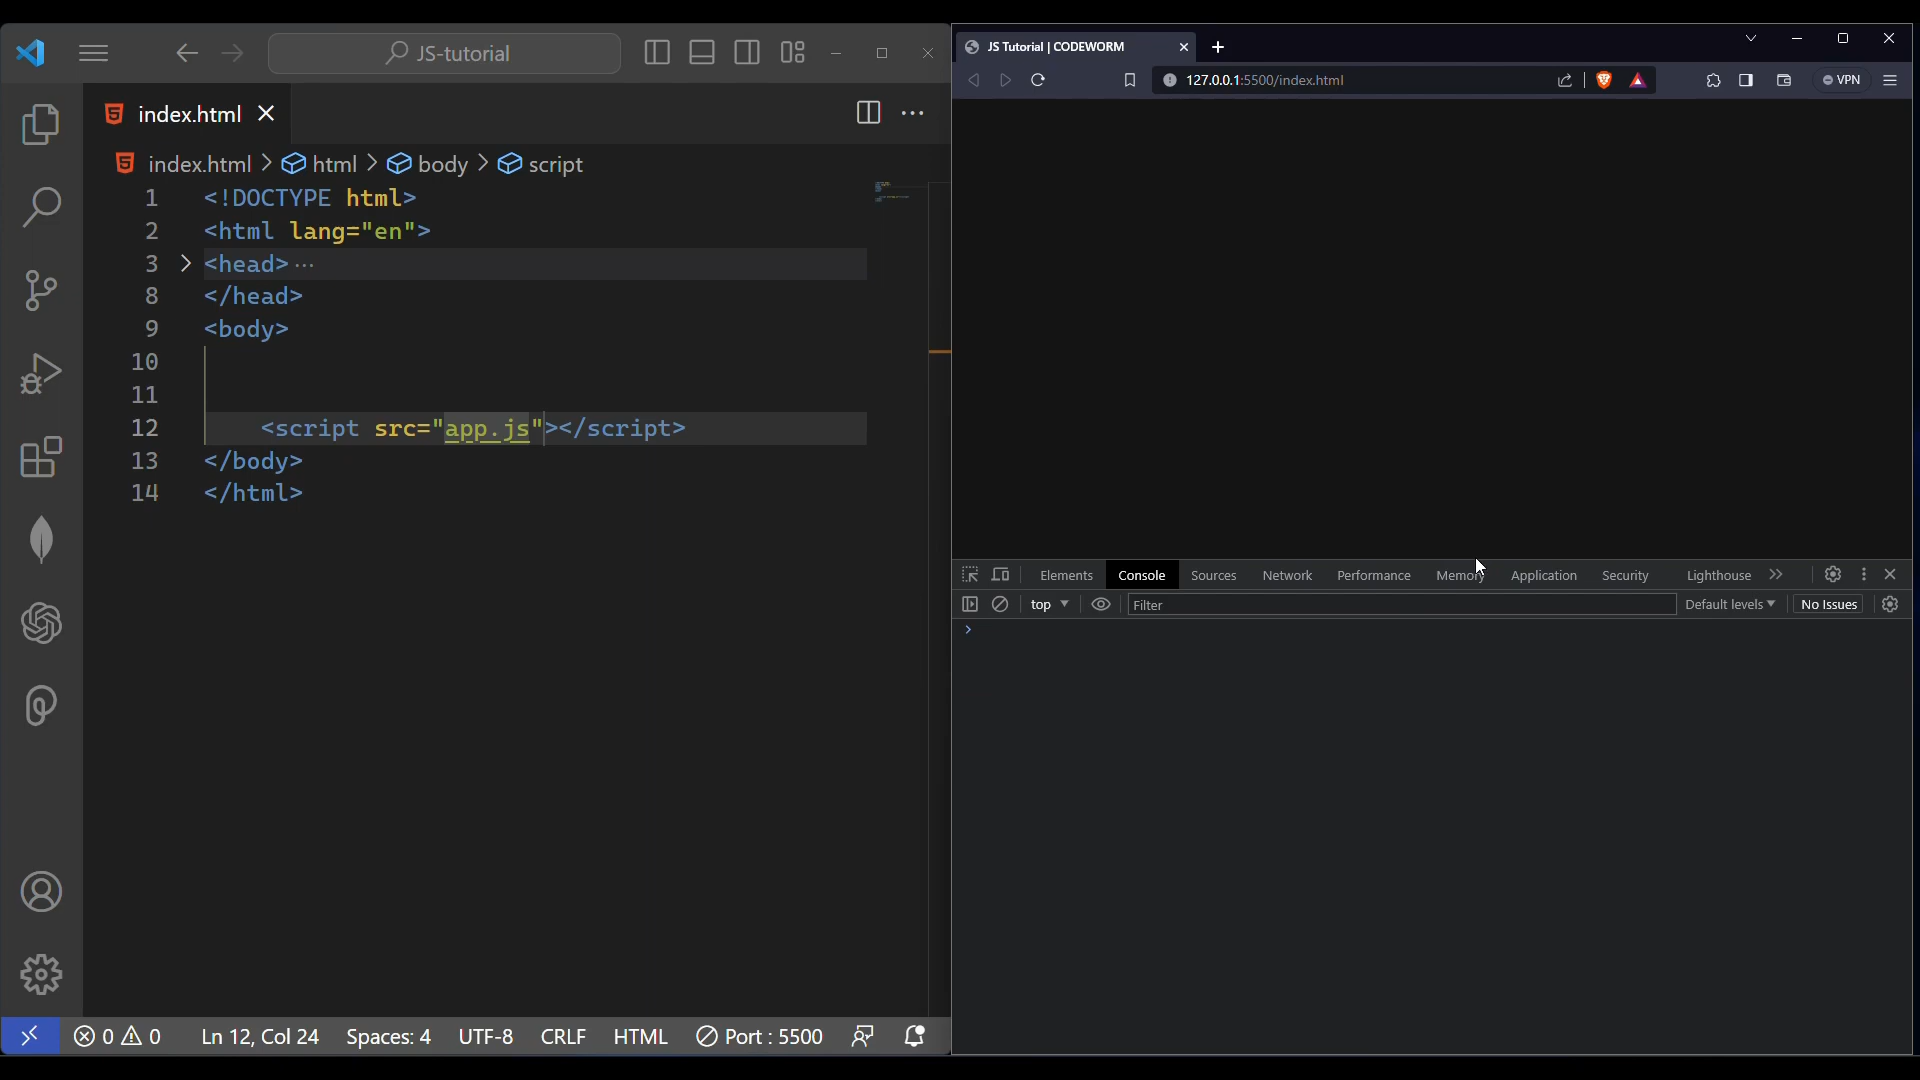 JS-tutorial
index.html
index.html > html > body > script
1 <!DOCTYPE html>
2 <html lang="en">
3 <head>···
8 </head>
9 <body>
10
11
12 <script src="app.js"></script>
13 </body>
14 </html>
0 0 Ln 12, Col 24 Spaces: 4 UTF-8 CRLF HTML Port : 5500
JS Tutorial | CODEWORM
127.0.0.1:5500/index.html
VPN
Elements Console Sources Network Performance Memory Application Security Lighthouse
top Filter Default levels No Issues